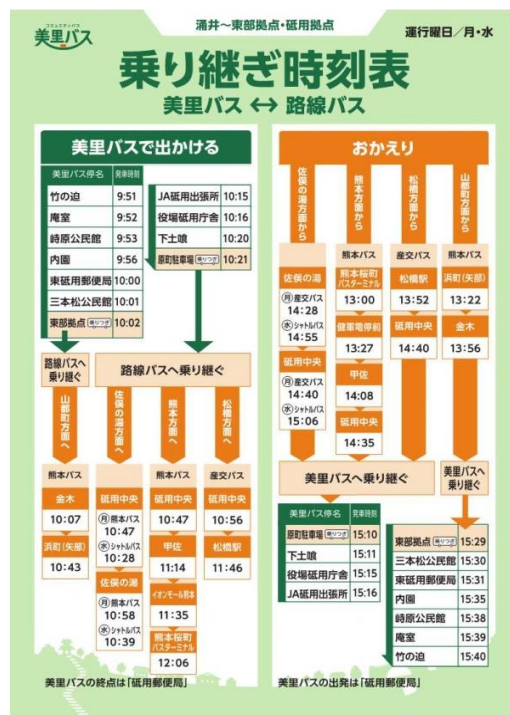 コミュニティバス
美里バス
涌井～東部拠点・砥用拠点
運行曜日／月・水
乗り継ぎ時刻表
美里バス ↔ 路線バス
美里バスで出かける
美里バス停名 発車時刻
竹の迫 9:51
庵室 9:52
崻原公民館 9:53
内園 9:56
東砥用郵便局 10:00
三本松公民館 10:01
東部拠点 乗りつぎ 10:02
JA砥用出張所 10:15
役場砥用庁舎 10:16
下土喰 10:20
原町駐車場 乗りつぎ 10:21
路線バスへ
乗り継ぐ
路線バスへ乗り継ぐ
山都町方面へ
佐俣の湯方面へ
熊本方面へ
松橋方面へ
熊本バス
金木
10:07
浜町(矢部)
10:43
砥用中央
月 熊本バス
10:47
水 シャトルバス
10:28
佐俣の湯
月 熊本バス
10:58
水 シャトルバス
10:39
熊本バス
砥用中央
10:47
甲佐
11:14
イオンモール熊本
11:35
熊本桜町
バスターミナル
12:06
産交バス
砥用中央
10:56
松橋駅
11:46
美里バスの終点は「砥用郵便局」
おかえり
佐俣の湯方面から
熊本方面から
松橋方面から
山都町方面から
佐俣の湯
月 産交バス
14:28
水 シャトルバス
14:55
砥用中央
月 産交バス
14:40
水 シャトルバス
15:06
熊本バス
熊本桜町
バスターミナル
13:00
健軍電停前
13:27
甲佐
14:08
砥用中央
14:35
産交バス
松橋駅
13:52
砥用中央
14:40
熊本バス
浜町(矢部)
13:22
金木
13:56
美里バスへ乗り継ぐ
美里バスへ
乗り継ぐ
美里バス停名 発車時刻
原町駐車場 乗りつぎ 15:10
下土喰 15:11
役場砥用庁舎 15:15
JA砥用出張所 15:16
東部拠点 乗りつぎ 15:29
三本松公民館 15:30
東砥用郵便局 15:31
内園 15:35
崻原公民館 15:38
庵室 15:39
竹の迫 15:40
美里バスの出発は「砥用郵便局」